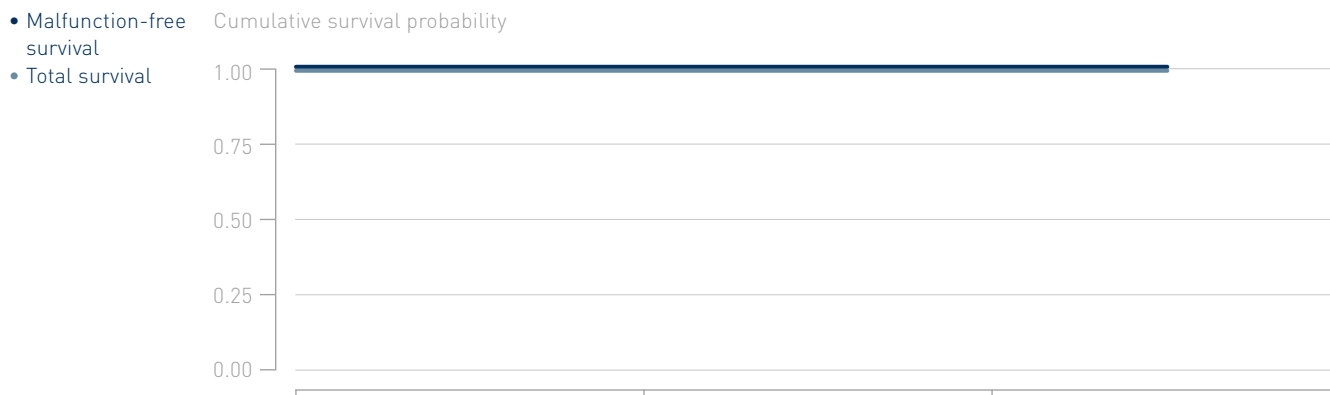 • Malfunction-free
survival
• Total survival
Cumulative survival probability
1.00
0.75
0.50
0.25
0.00